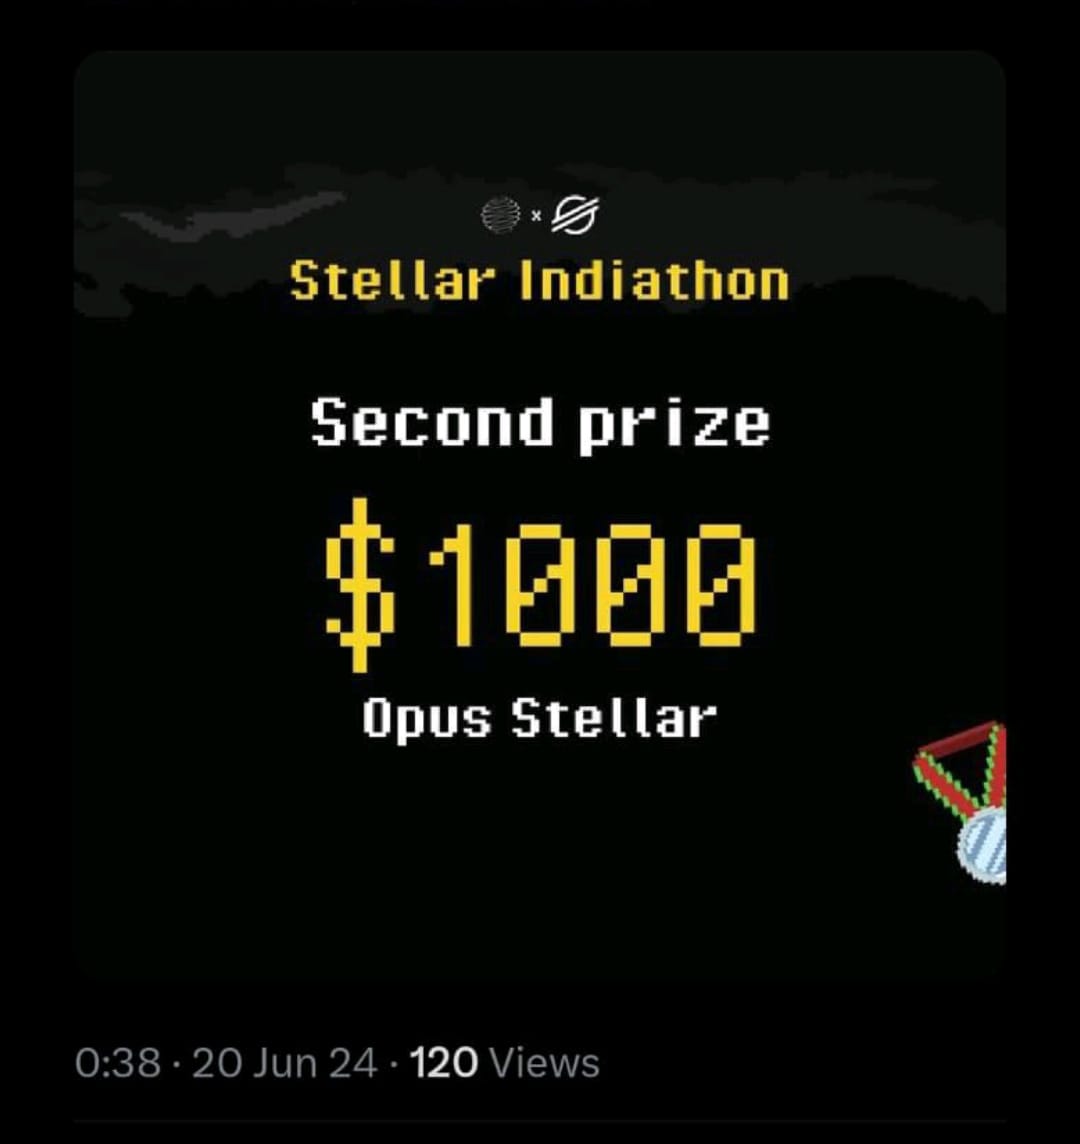 x
Stellar Indiathon
Second prize
$1000
Opus Stellar
0:38 · 20 Jun 24 · 120 Views